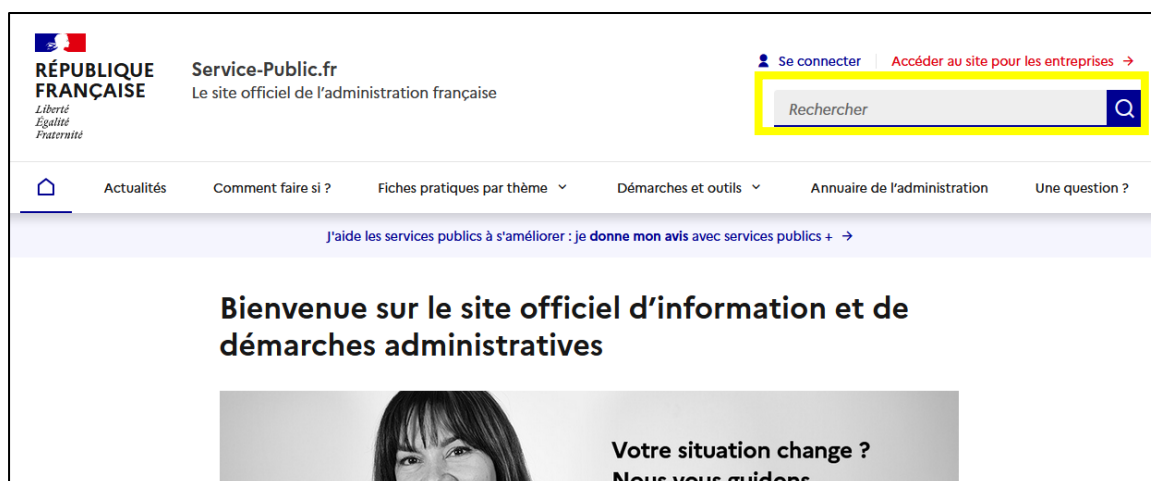 RÉPUBLIQUE
FRANÇAISE
Liberté
Égalité
Fraternité
Service-Public.fr
Le site officiel de l'administration française
Se connecter
Accéder au site pour les entreprises →
Rechercher
Actualités
Comment faire si ?
Fiches pratiques par thème
Démarches et outils
Annuaire de l'administration
Une question ?
J'aide les services publics à s'améliorer : je donne mon avis avec services publics + →
Bienvenue sur le site officiel d'information et de
démarches administratives
Votre situation change ?
Nous vous guidons